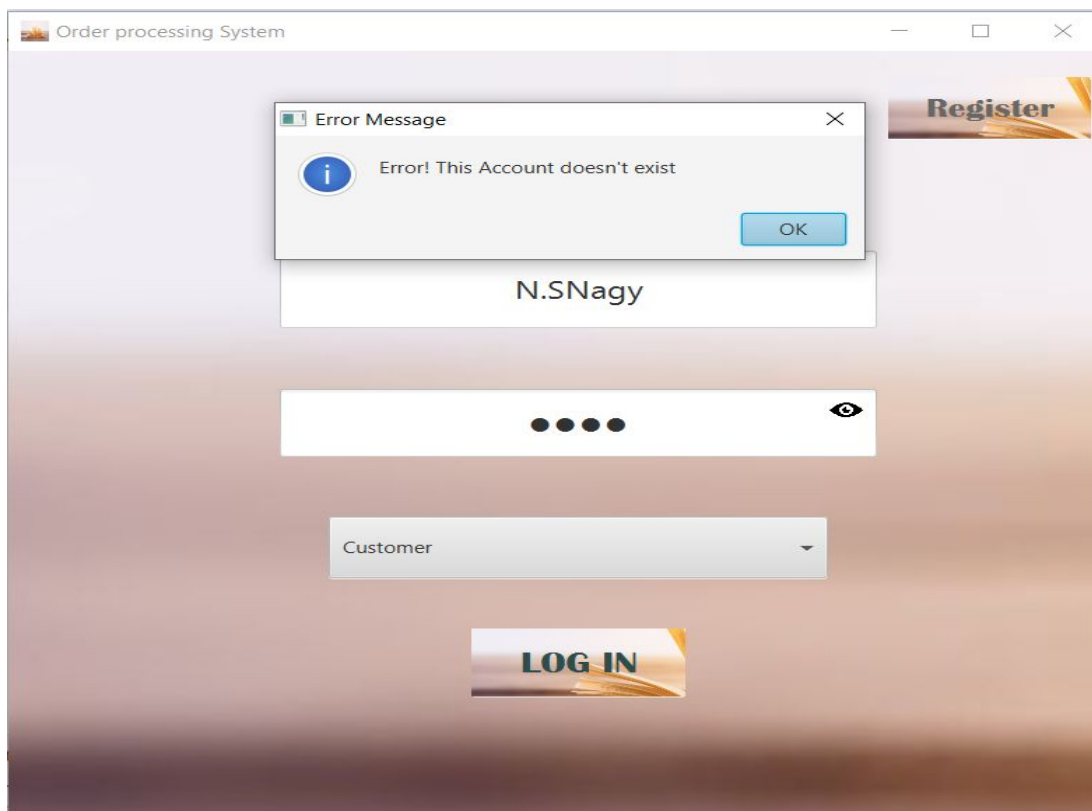 Order processing System
Register
Error Message
Error! This Account doesn't exist
OK
N.SNagy
Customer
LOG IN